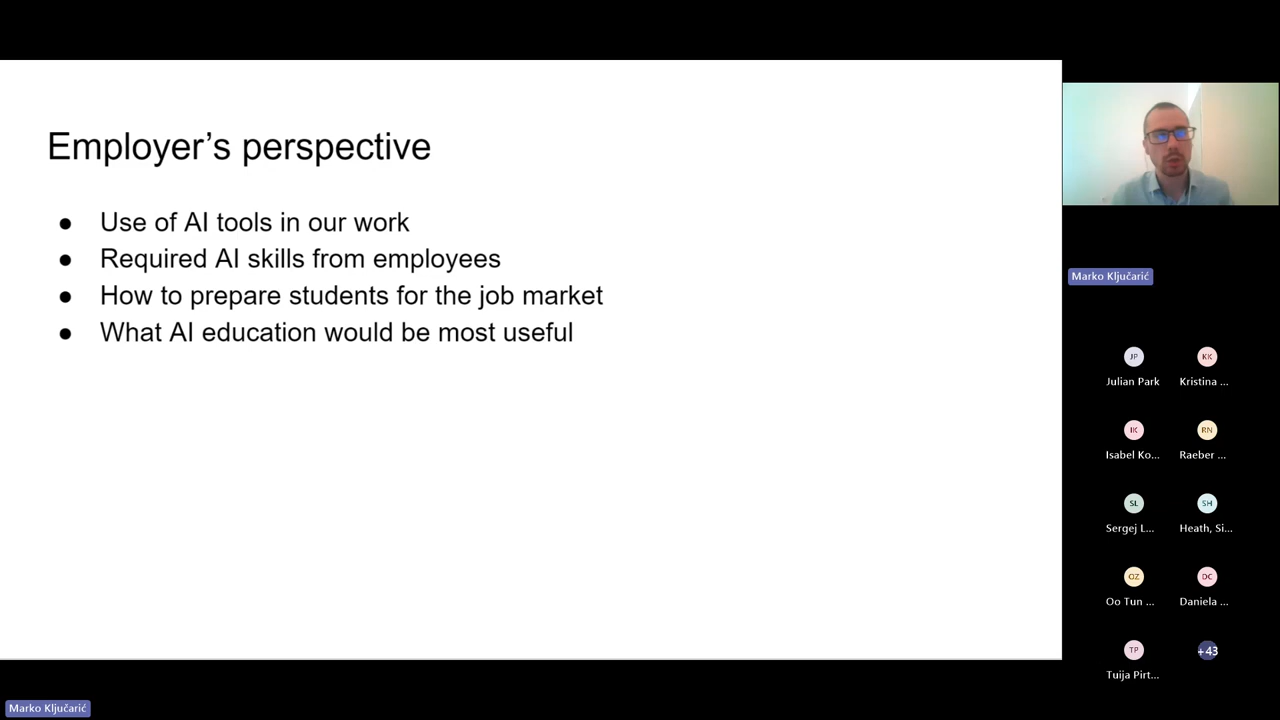 Employer’s perspective
● Use of AI tools in our work
● Required AI skills from employees
● How to prepare students for the job market
● What AI education would be most useful
Marko Ključarić
JP
KK
Julian Park
Kristina ...
IK
RN
Isabel Ko...
Raeber ...
SL
SH
Sergej L...
Heath, Si...
OZ
DC
Oo Tun ...
Daniela ...
TP
+43
Tuija Pirt...
Marko Ključarić